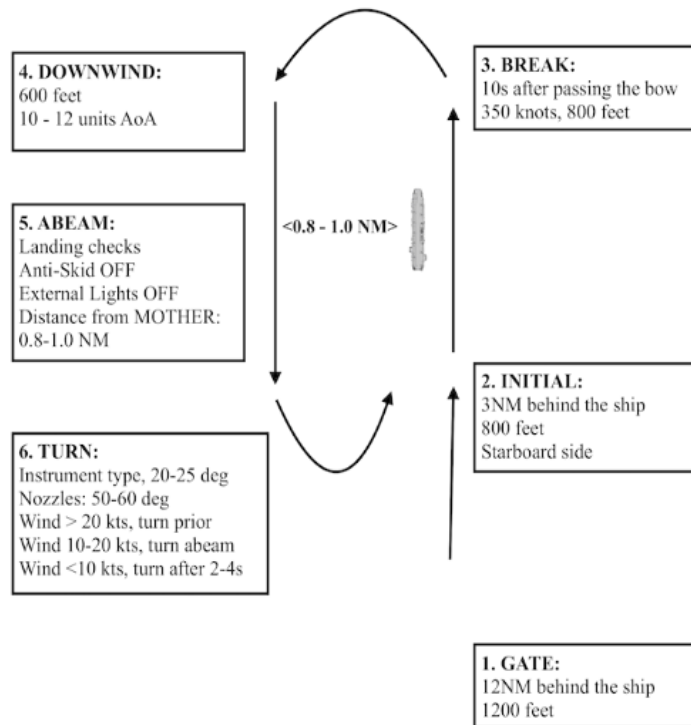 4. DOWNWIND:
600 feet
10 - 12 units AoA
3. BREAK:
10s after passing the bow
350 knots, 800 feet
<0.8 - 1.0 NM>
5. ABEAM:
Landing checks
Anti-Skid OFF
External Lights OFF
Distance from MOTHER:
0.8-1.0 NM
2. INITIAL:
3NM behind the ship
800 feet
Starboard side
6. TURN:
Instrument type, 20-25 deg
Nozzles: 50-60 deg
Wind > 20 kts, turn prior
Wind 10-20 kts, turn abeam
Wind <10 kts, turn after 2-4s
1. GATE:
12NM behind the ship
1200 feet